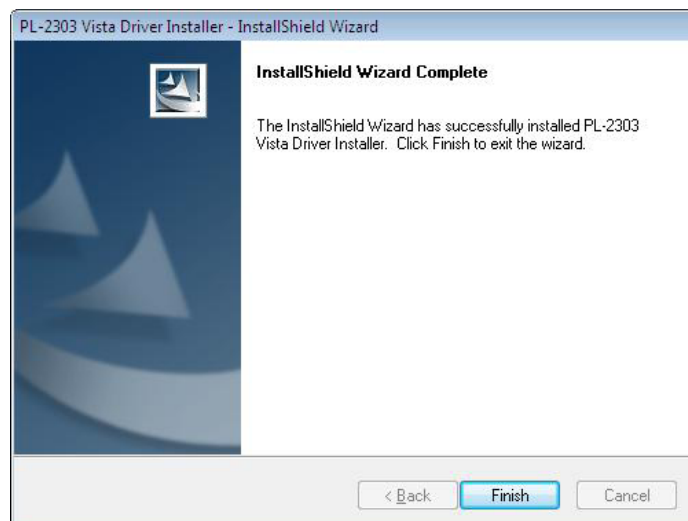 PL-2303 Vista Driver Installer - InstallShield Wizard
InstallShield Wizard Complete
The InstallShield Wizard has successfully installed PL-2303
Vista Driver Installer. Click Finish to exit the wizard.
< Back
Finish
Cancel